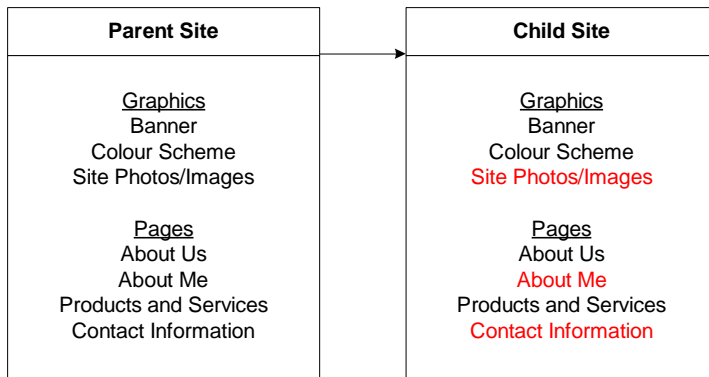 Parent Site
Graphics
Banner
Colour Scheme
Site Photos/Images
Pages
About Us
About Me
Products and Services
Contact Information
Child Site
Graphics
Banner
Colour Scheme
Site Photos/Images
Pages
About Us
About Me
Products and Services
Contact Information